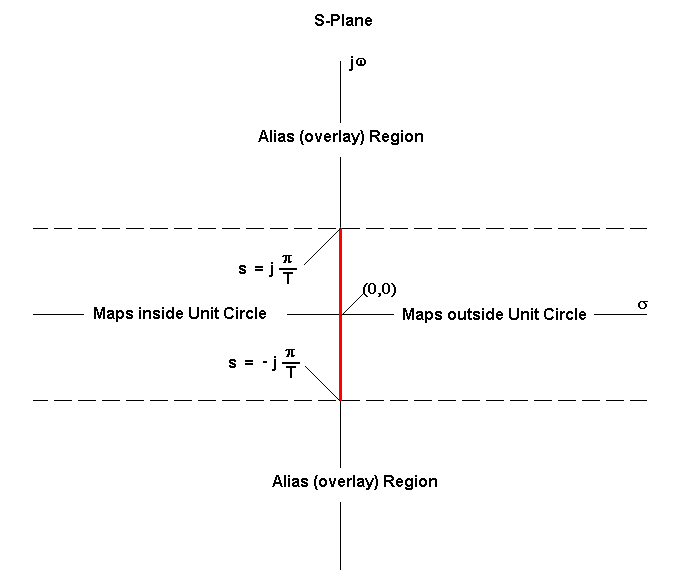 S-Plane
jω
Alias (overlay) Region
s = j π/T
(0,0)
Maps inside Unit Circle
Maps outside Unit Circle
σ
s = - j π/T
Alias (overlay) Region